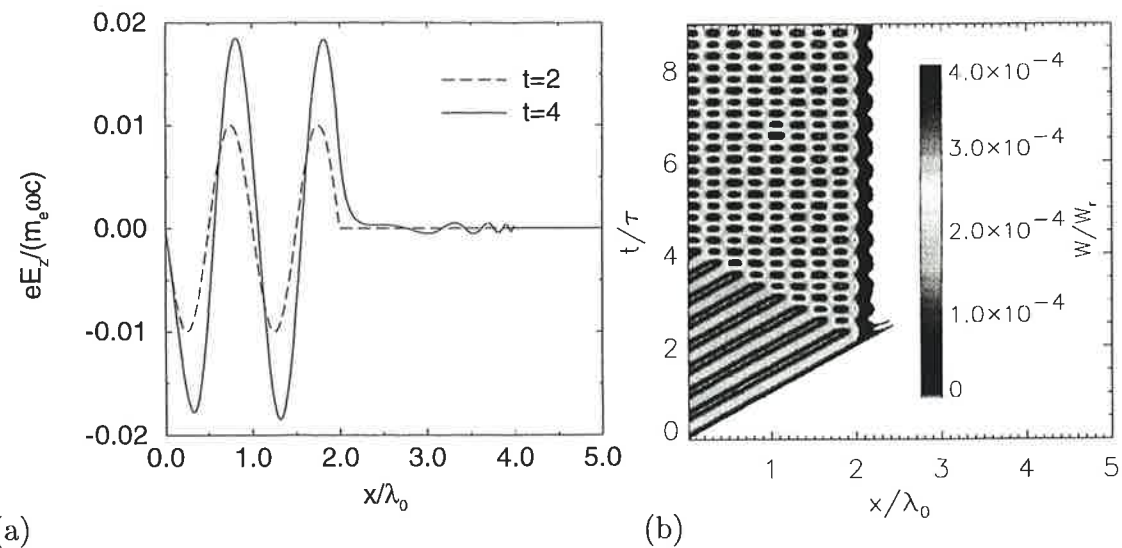 0.02
0.01
0.00
-0.01
-0.02
eE_z/(m_eωc)
t=2
t=4
0.0 1.0 2.0 3.0 4.0 5.0
x/λ_0
(a)
8
6
4
2
0
t/τ
4.0×10^-4
3.0×10^-4
2.0×10^-4
1.0×10^-4
0
W/W_r
1 2 3 4 5
x/λ_0
(b)